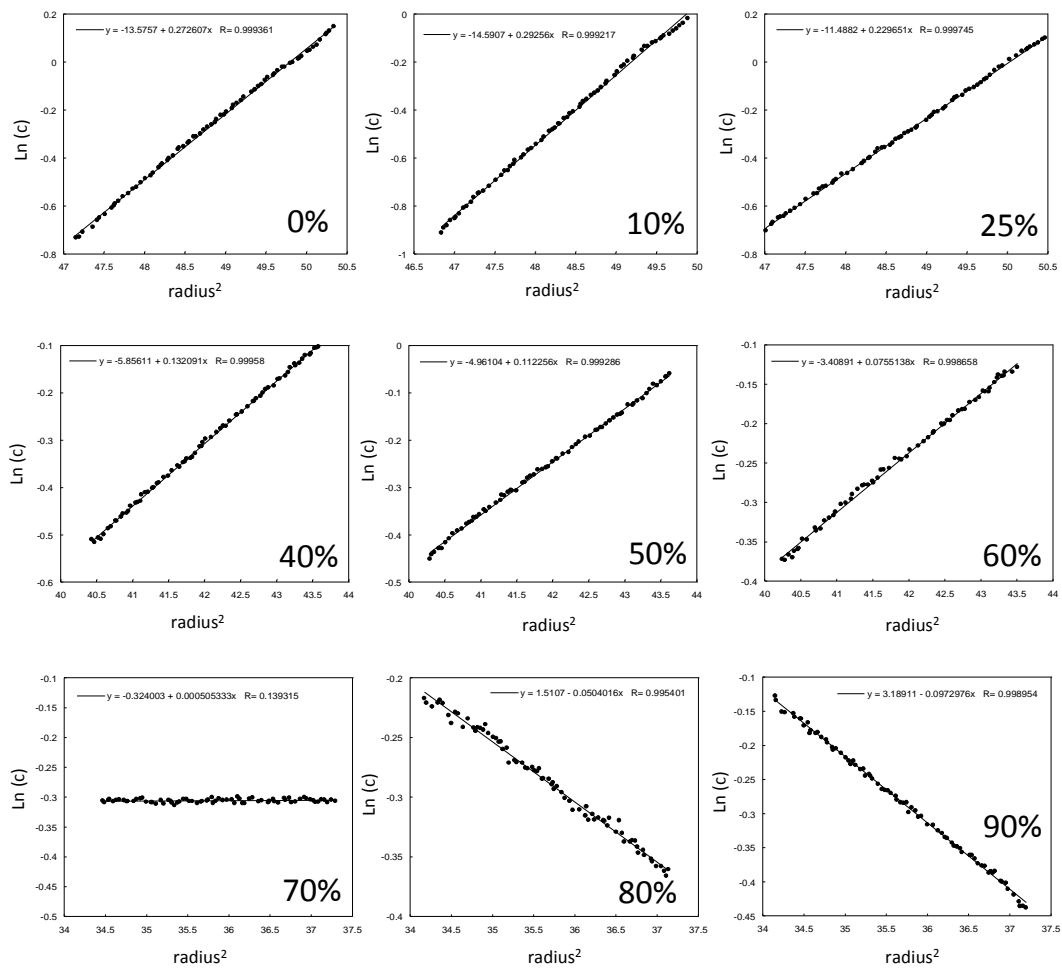 y = -13.5757 + 0.272607x R= 0.999361
Ln (c)
0.2
0
-0.2
-0.4
-0.6
-0.8
0%
47 47.5 48 48.5 49 49.5 50 50.5
radius²
y = -14.5907 + 0.29256x R= 0.999217
Ln (c)
0
-0.2
-0.4
-0.6
-0.8
-1
10%
46.5 47 47.5 48 48.5 49 49.5 50
radius²
y = -11.4882 + 0.229651x R= 0.999745
Ln (c)
0.2
0
-0.2
-0.4
-0.6
-0.8
25%
47 47.5 48 48.5 49 49.5 50 50.5
radius²
y = -5.85611 + 0.132091x R= 0.99958
Ln (c)
-0.1
-0.2
-0.3
-0.4
-0.5
-0.6
40%
40 40.5 41 41.5 42 42.5 43 43.5 44
radius²
y = -4.96104 + 0.112256x R= 0.999286
Ln (c)
0
-0.1
-0.2
-0.3
-0.4
-0.5
50%
40 40.5 41 41.5 42 42.5 43 43.5 44
radius²
y = -3.40891 + 0.0755138x R= 0.998658
Ln (c)
-0.1
-0.15
-0.2
-0.25
-0.3
-0.35
-0.4
60%
40 40.5 41 41.5 42 42.5 43 43.5 44
radius²
y = -0.324003 + 0.000505333x R= 0.139315
Ln (c)
-0.1
-0.15
-0.2
-0.25
-0.3
-0.35
-0.4
-0.45
-0.5
70%
34 34.5 35 35.5 36 36.5 37 37.5
radius²
y = 1.5107 - 0.0504016x R= 0.995401
Ln (c)
-0.2
-0.25
-0.3
-0.35
-0.4
80%
34 34.5 35 35.5 36 36.5 37 37.5
radius²
y = 3.18911 - 0.0972976x R= 0.998954
Ln (c)
-0.1
-0.15
-0.2
-0.25
-0.3
-0.35
-0.4
-0.45
90%
34 34.5 35 35.5 36 36.5 37 37.5
radius²